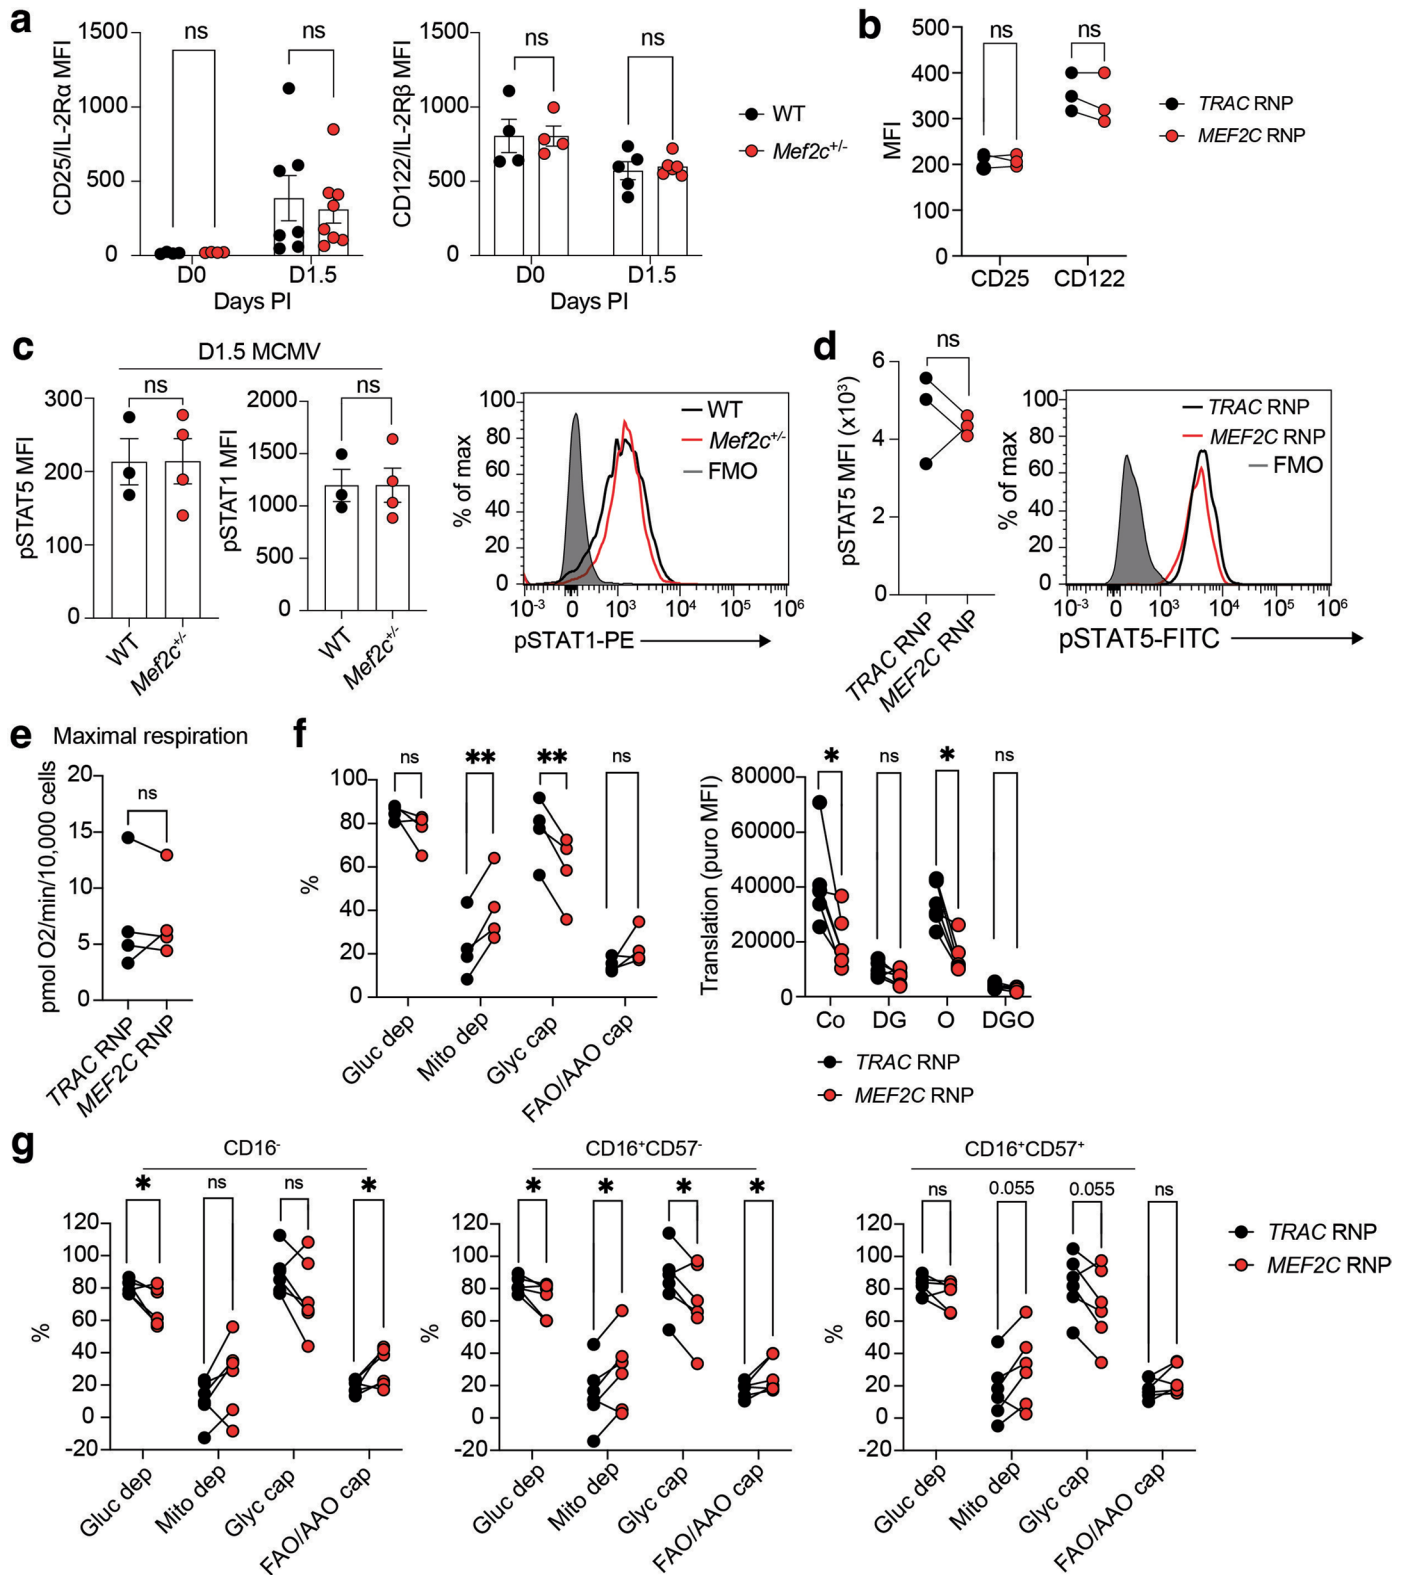 a
CD25/IL-2Rα MFI
1500
1000
500
0
ns
ns
D0
D1.5
Days PI
CD122/IL-2Rβ MFI
1500
1000
500
0
ns
ns
D0
D1.5
Days PI
WT
Mef2c+/-
b
MFI
500
400
300
200
100
0
ns
ns
CD25
CD122
TRAC RNP
MEF2C RNP
c
D1.5 MCMV
pSTAT5 MFI
300
200
100
0
ns
WT
Mef2c+/-
pSTAT1 MFI
2000
1500
1000
500
0
ns
WT
Mef2c+/-
% of max
100
80
60
40
20
0
WT
Mef2c+/-
FMO
10-3
0
103
104
105
106
pSTAT1-PE
d
pSTAT5 MFI (x103)
6
4
2
0
ns
TRAC RNP
MEF2C RNP
% of max
100
80
60
40
20
0
TRAC RNP
MEF2C RNP
FMO
10-3
0
103
104
105
106
pSTAT5-FITC
e
Maximal respiration
pmol O2/min/10,000 cells
20
15
10
5
0
ns
TRAC RNP
MEF2C RNP
f
%
100
80
60
40
20
0
ns
**
**
ns
Gluc dep
Mito dep
Glyc cap
FAO/AAO cap
Translation (puro MFI)
80000
60000
40000
20000
0
*
ns
*
ns
Co
DG
O
DGO
TRAC RNP
MEF2C RNP
g
CD16-
%
120
100
80
60
40
20
0
-20
*
ns
ns
*
Gluc dep
Mito dep
Glyc cap
FAO/AAO cap
CD16+CD57-
%
120
100
80
60
40
20
0
-20
*
*
*
*
Gluc dep
Mito dep
Glyc cap
FAO/AAO cap
CD16+CD57+
%
120
100
80
60
40
20
0
-20
ns
0.055
0.055
ns
Gluc dep
Mito dep
Glyc cap
FAO/AAO cap
TRAC RNP
MEF2C RNP